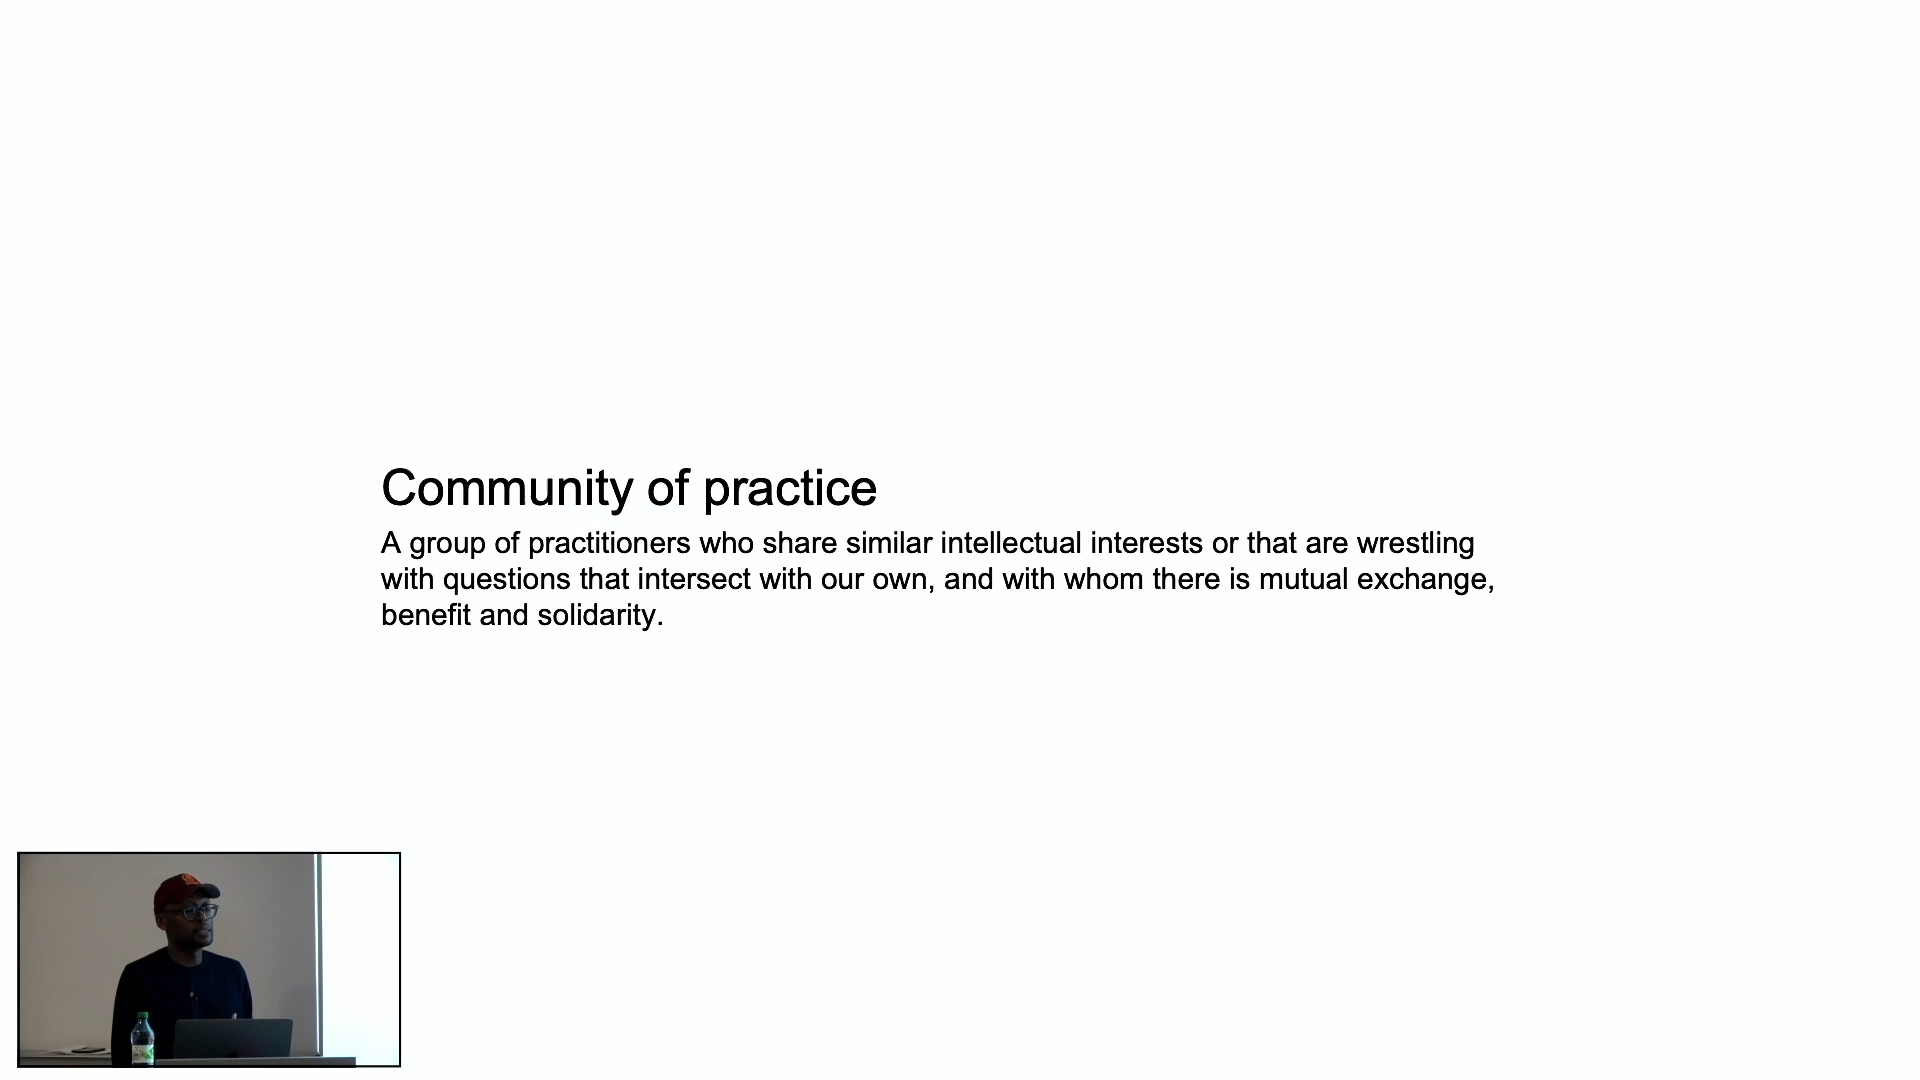 Community of practice
A group of practitioners who share similar intellectual interests or that are wrestling
with questions that intersect with our own, and with whom there is mutual exchange,
benefit and solidarity.